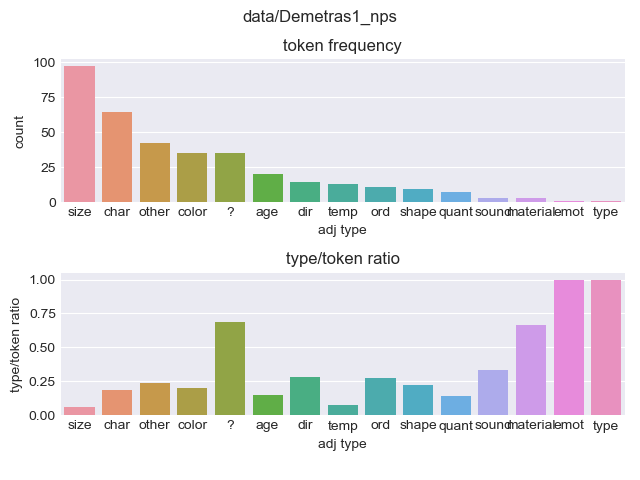 data/Demetras1_nps
token frequency
100
75
50
25
0
count
size char other color ? age dir temp ord shape quant sound material emot type
adj type
type/token ratio
1.00
0.75
0.50
0.25
0.00
type/token ratio
size char other color ? age dir temp ord shape quant sound material emot type
adj type